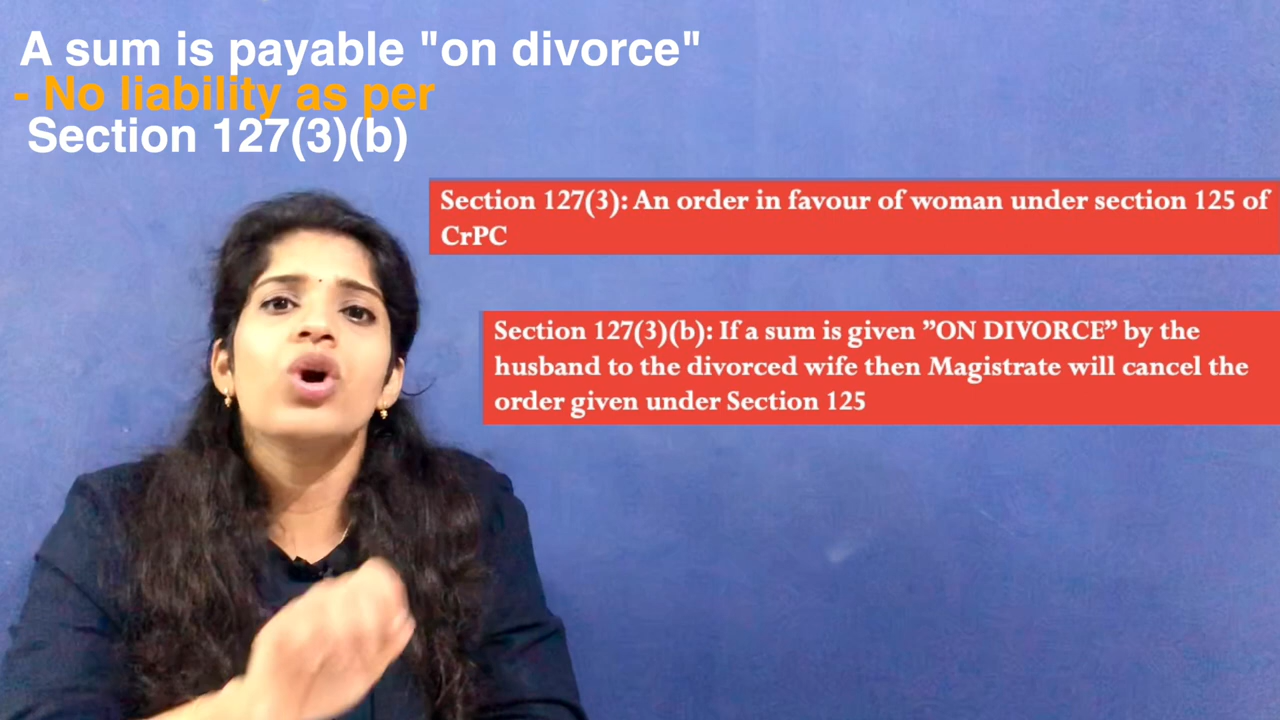 A sum is payable "on divorce"
- No liability as per
Section 127(3)(b)
Section 127(3): An order in favour of woman under section 125 of
CrPC
Section 127(3)(b): If a sum is given ”ON DIVORCE” by the
husband to the divorced wife then Magistrate will cancel the
order given under Section 125